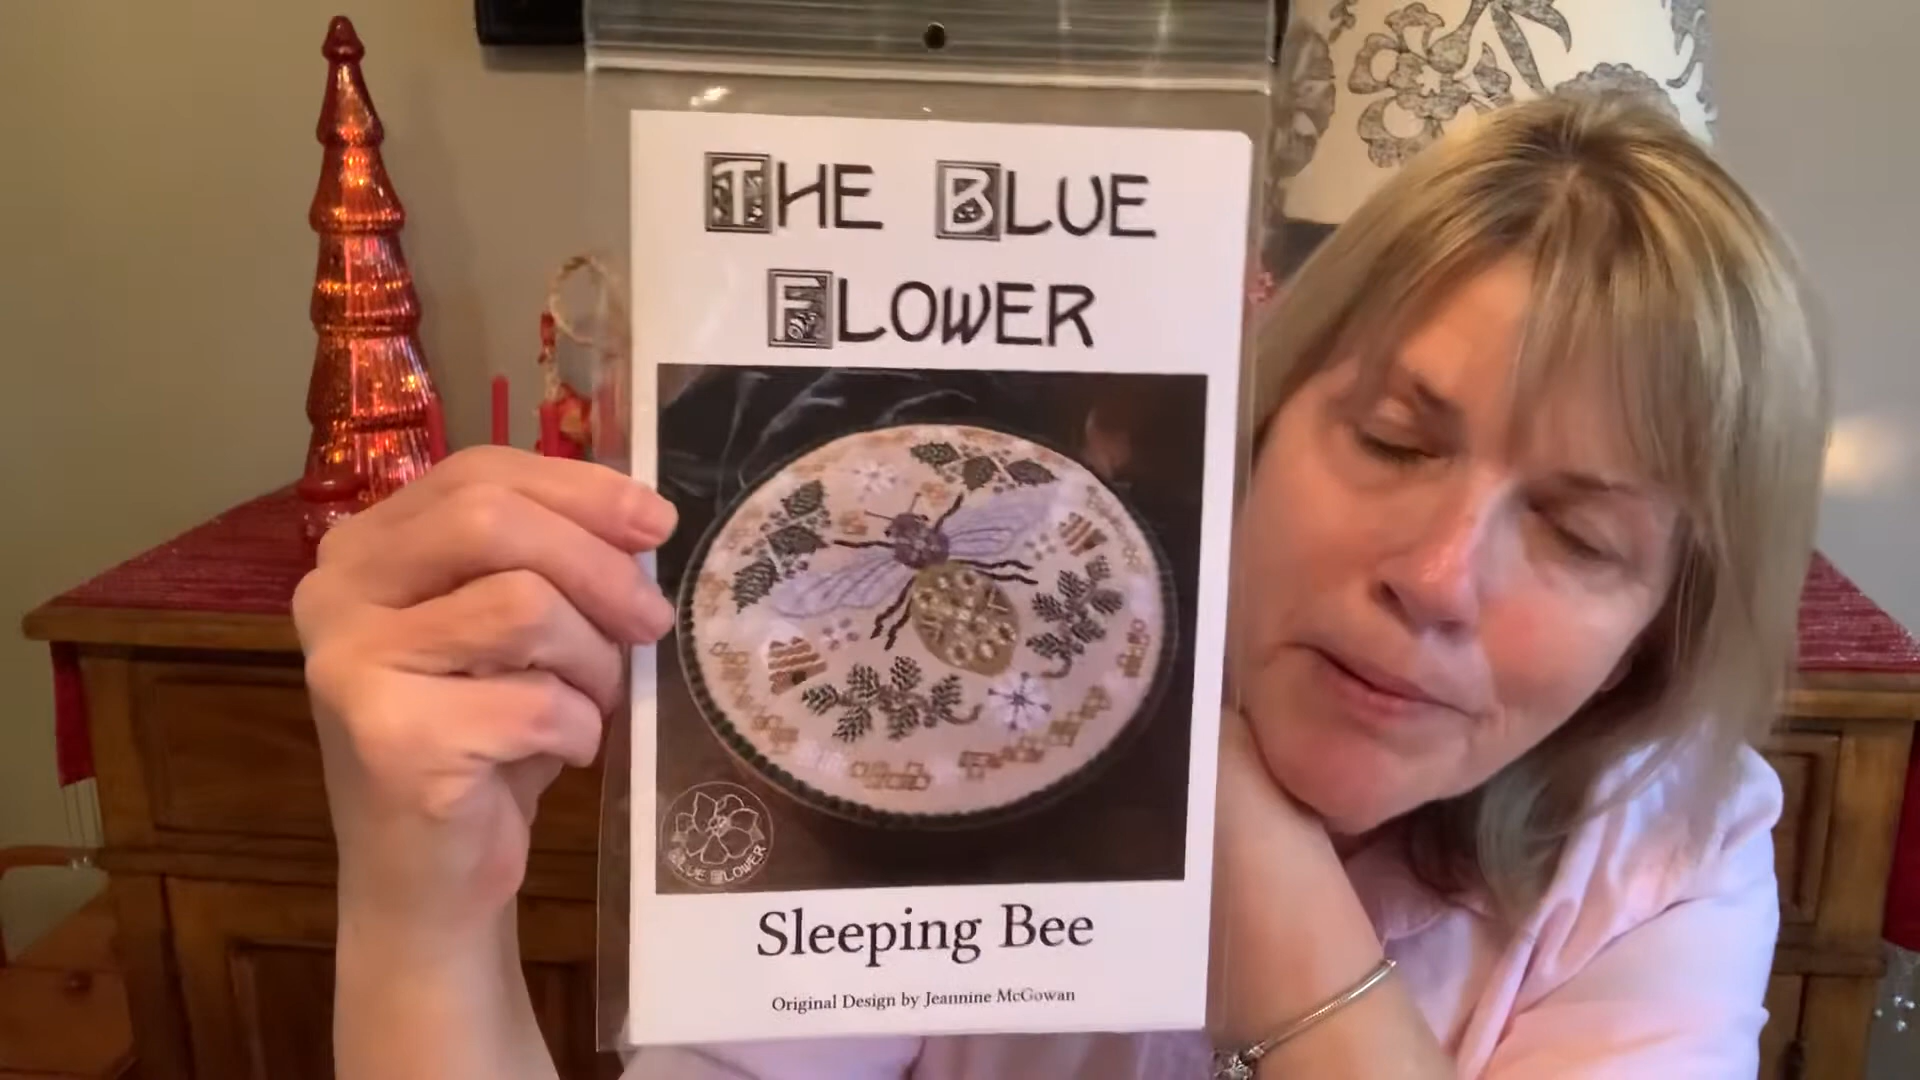 THE BLUE
FLOWER
BLUE FLOWER
Sleeping Bee
Original Design by Jeannine McGowan